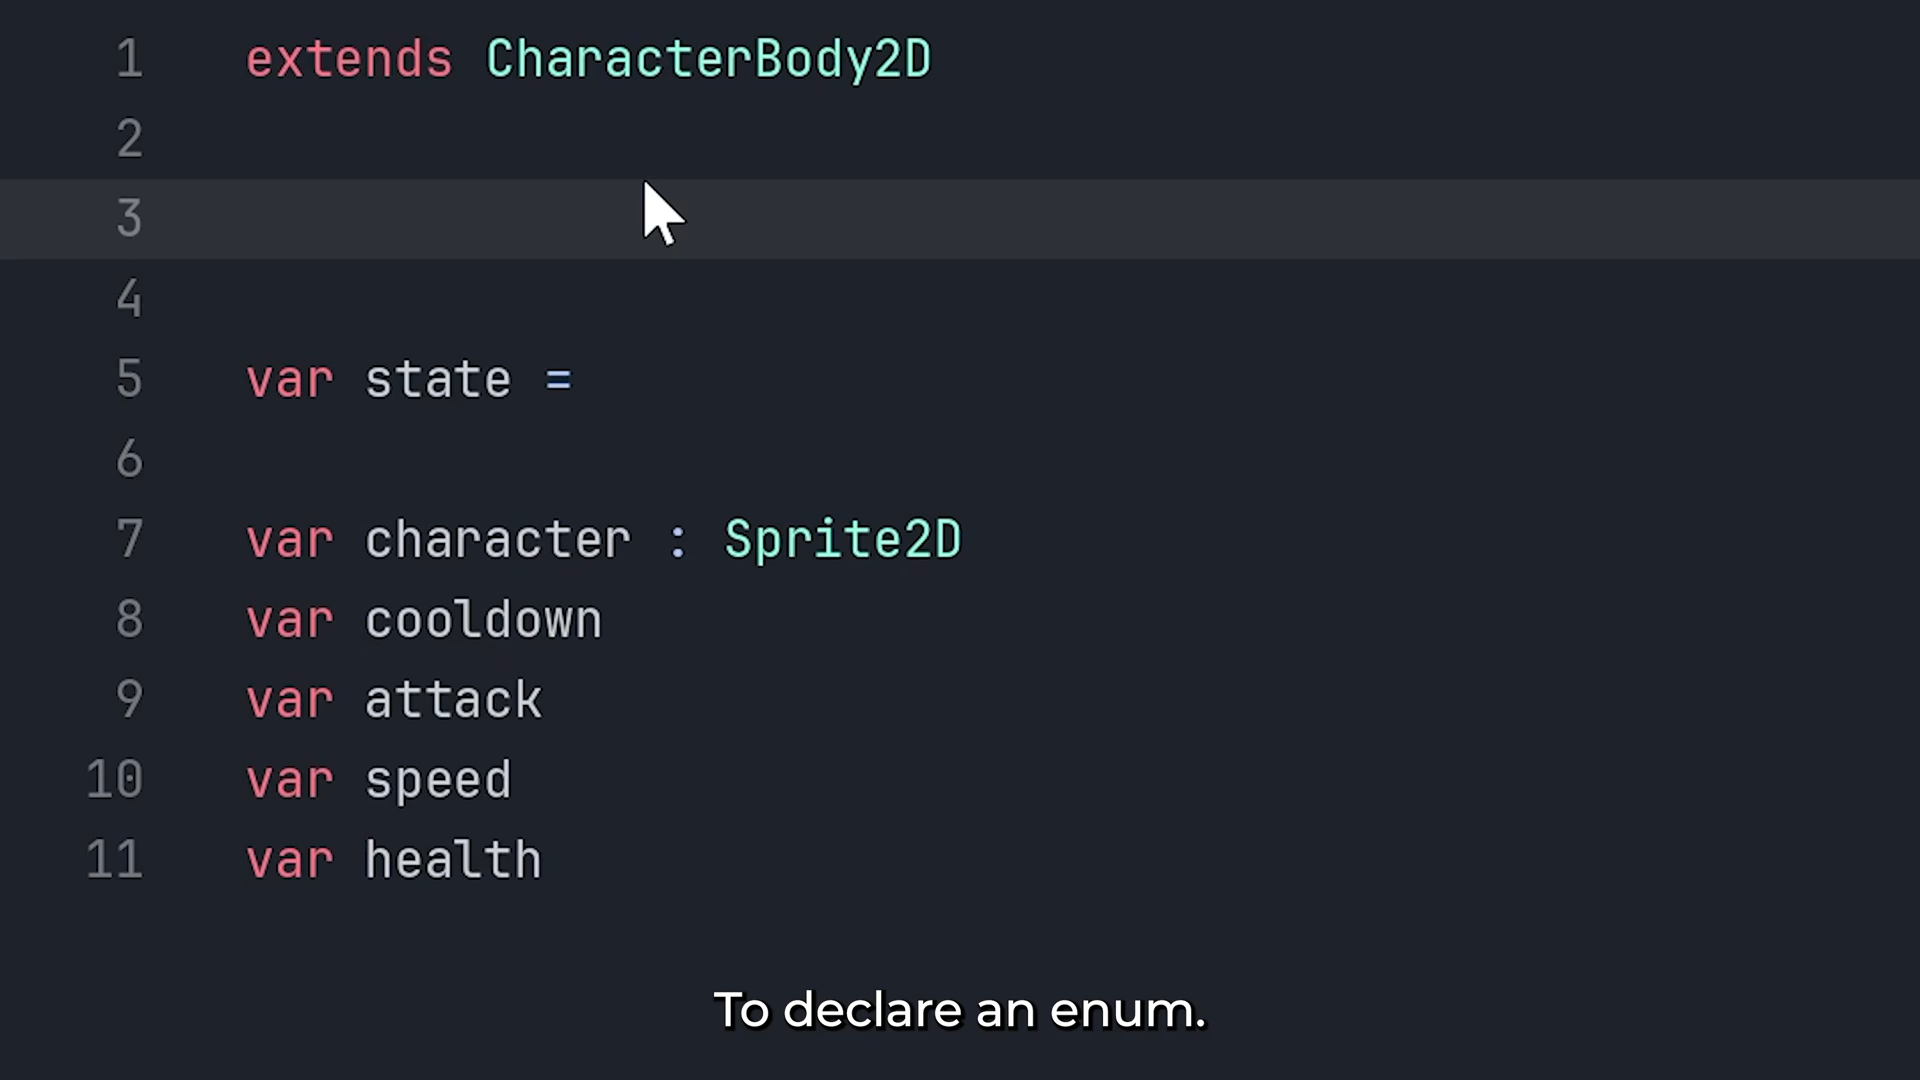 1 extends CharacterBody2D
2
3
4
5 var state =
6
7 var character : Sprite2D
8 var cooldown
9 var attack
10 var speed
11 var health
To declare an enum.